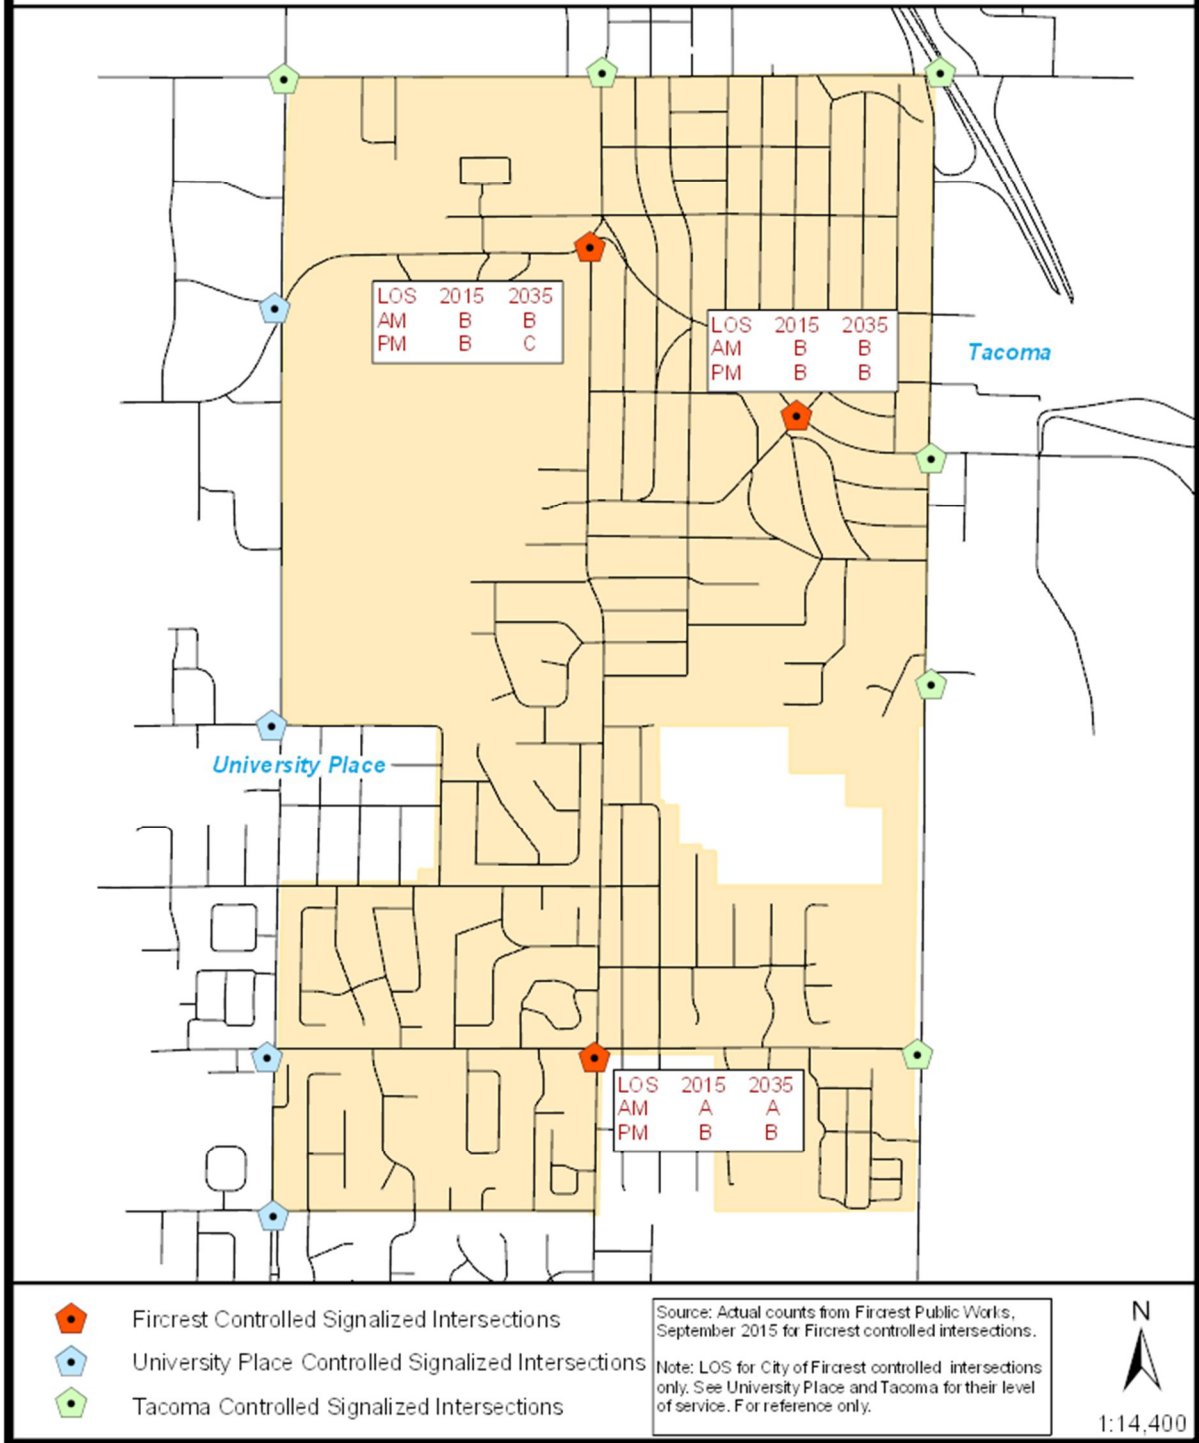 LOS 2015 2035
AM B B
PM B C
LOS 2015 2035
AM B B
PM B B
Tacoma
University Place
LOS 2015 2035
AM A A
PM B B
Fircrest Controlled Signalized Intersections
University Place Controlled Signalized Intersections
Tacoma Controlled Signalized Intersections
Source: Actual counts from Fircrest Public Works,
September 2015 for Fircrest controlled intersections.
Note: LOS for City of Fircrest controlled intersections
only. See University Place and Tacoma for their level
of service. For reference only.
N
1:14,400